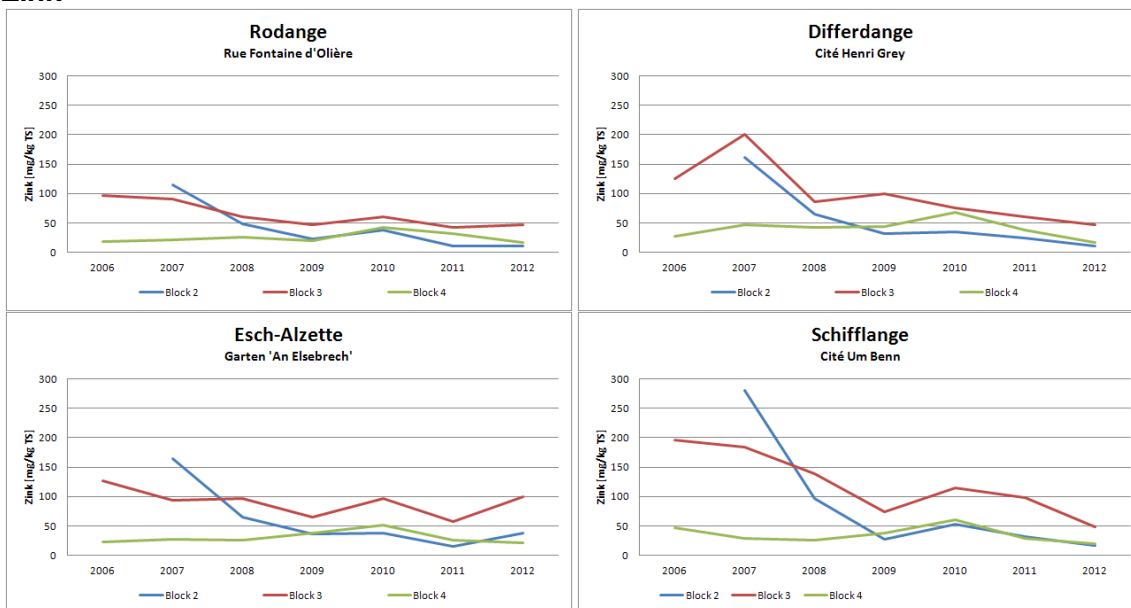 Zink
Rodange
Rue Fontaine d'Olière
Zink [mg/kg TS]
300
250
200
150
100
50
0
2006 2007 2008 2009 2010 2011 2012
Block 2 Block 3 Block 4
Differdange
Cité Henri Grey
Zink [mg/kg TS]
300
250
200
150
100
50
0
2006 2007 2008 2009 2010 2011 2012
Block 2 Block 3 Block 4
Esch-Alzette
Garten 'An Elsebrech'
Zink [mg/kg TS]
300
250
200
150
100
50
0
2006 2007 2008 2009 2010 2011 2012
Block 2 Block 3 Block 4
Schifflange
Cité Um Benn
Zink [mg/kg TS]
300
250
200
150
100
50
0
2006 2007 2008 2009 2010 2011 2012
Block 2 Block 3 Block 4